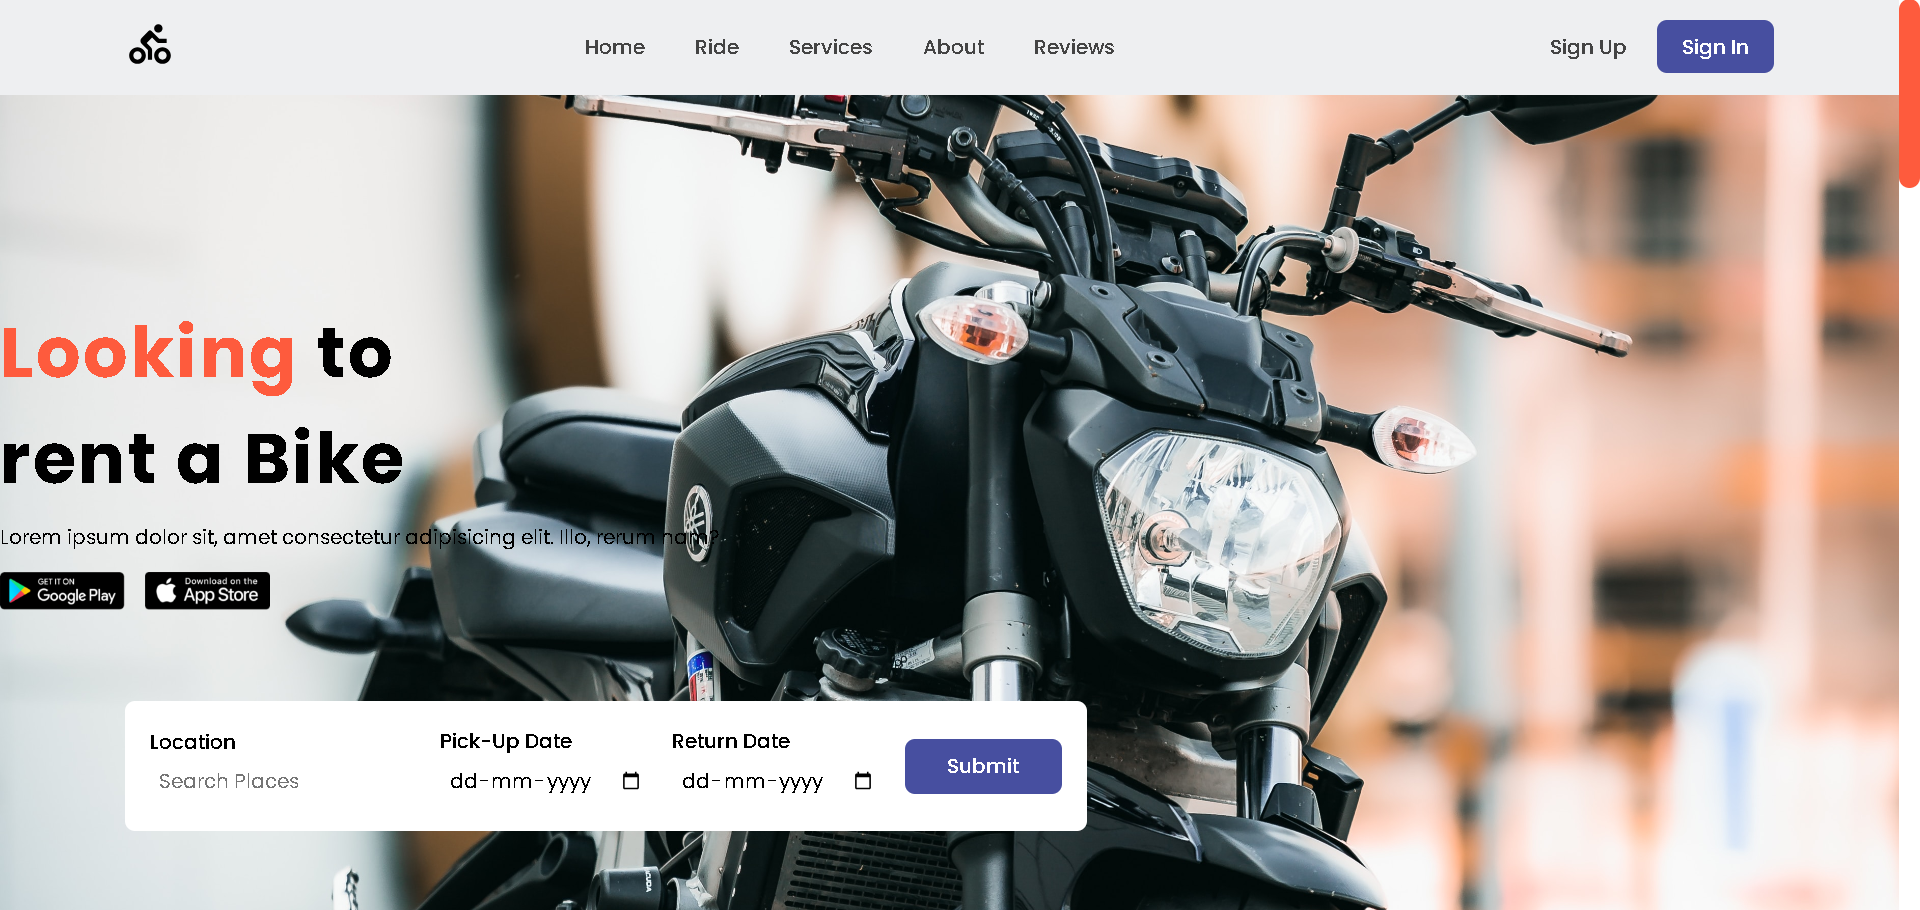 Home Ride Services About Reviews Sign Up Sign In
Looking to
rent a Bike
Lorem ipsum dolor sit, amet consectetur adipisicing elit. Illo, rerum nam?
GET IT ON
Google Play
Download on the
App Store
Location Pick-Up Date Return Date
Search Places dd-mm-yyyy dd-mm-yyyy
Submit